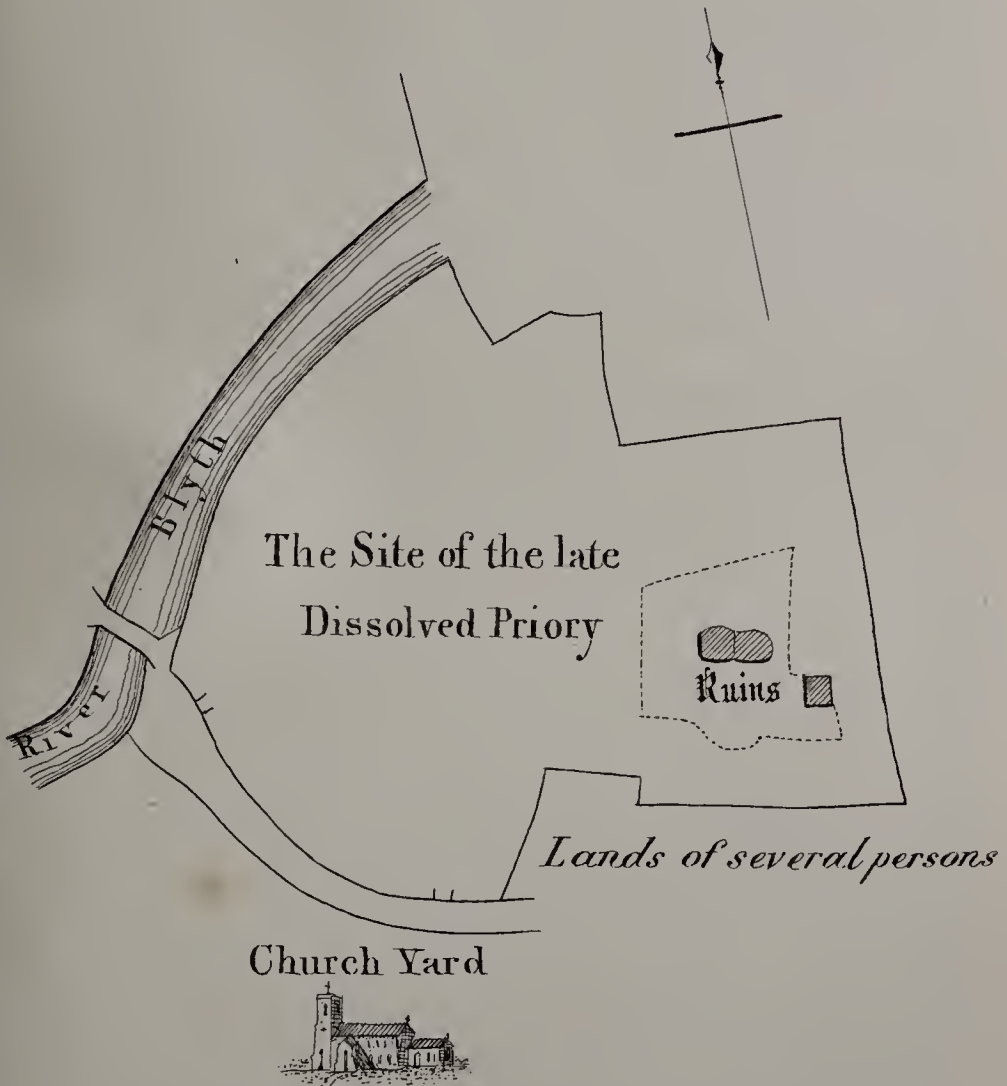 River Blyth
The Site of the late
Dissolved Priory
Ruins
Lands of several persons
Church Yard